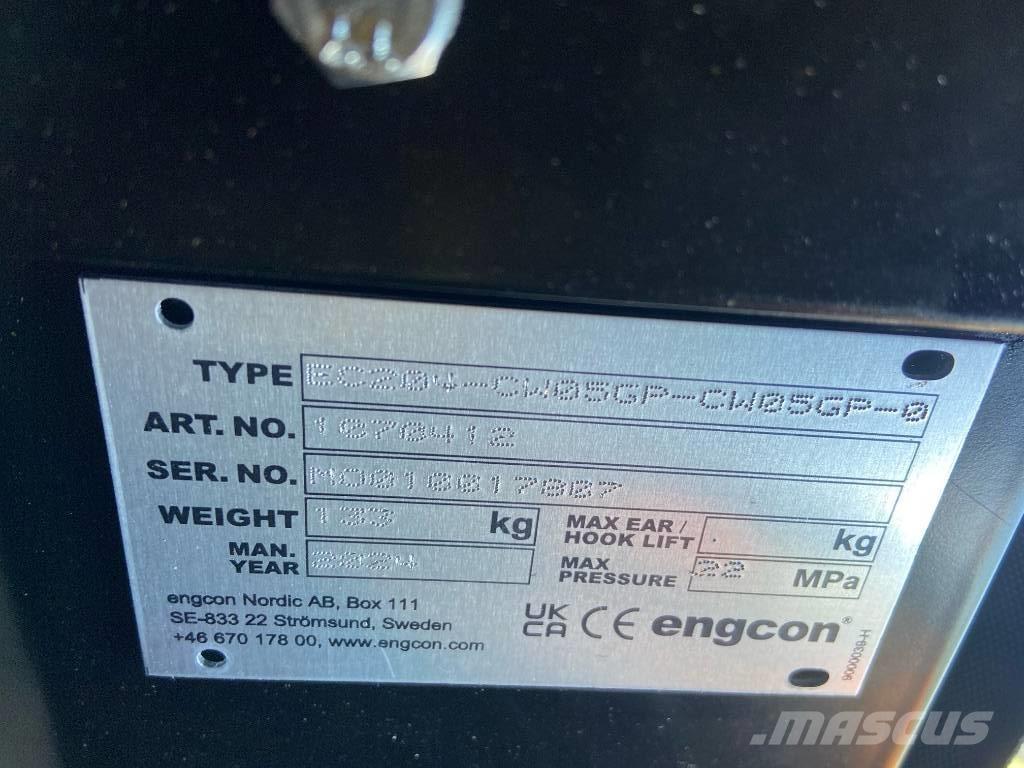 TYPE EC204-CW05GP-CW05GP-0
ART. NO. 1070412
SER. NO. MO010017807
WEIGHT 133 kg
MAX EAR / HOOK LIFT . kg
MAN. YEAR 2024
MAX PRESSURE 22 MPa
engcon Nordic AB, Box 111
SE-833 22 Strömsund, Sweden
+46 670 178 00, www.engcon.com
UK CA CE engcon®
9000039-H
MASCUS